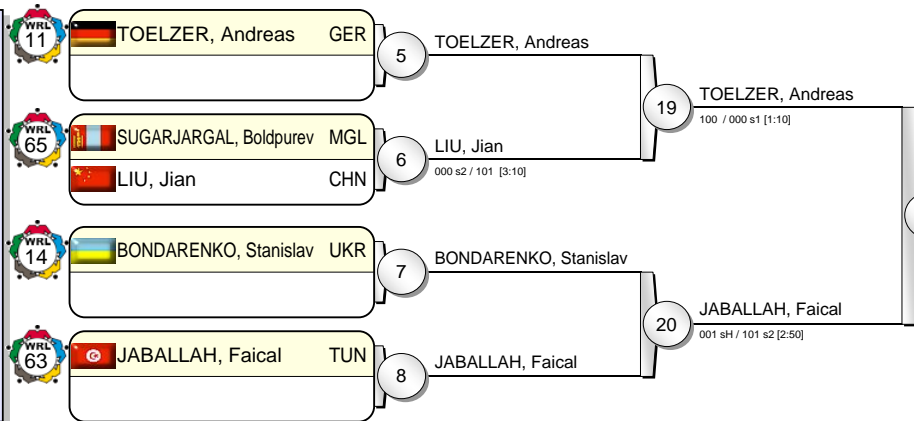 WRL 11 TOELZER, Andreas GER
5 TOELZER, Andreas
19 TOELZER, Andreas
100 / 000 s1 [1:10]
WRL 65 SUGARJARGAL, Boldpurev MGL
LIU, Jian CHN
6 LIU, Jian
000 s2 / 101 [3:10]
WRL 14 BONDARENKO, Stanislav UKR
7 BONDARENKO, Stanislav
20 JABALLAH, Faical
001 sH / 101 s2 [2:50]
WRL 63 JABALLAH, Faical TUN
8 JABALLAH, Faical